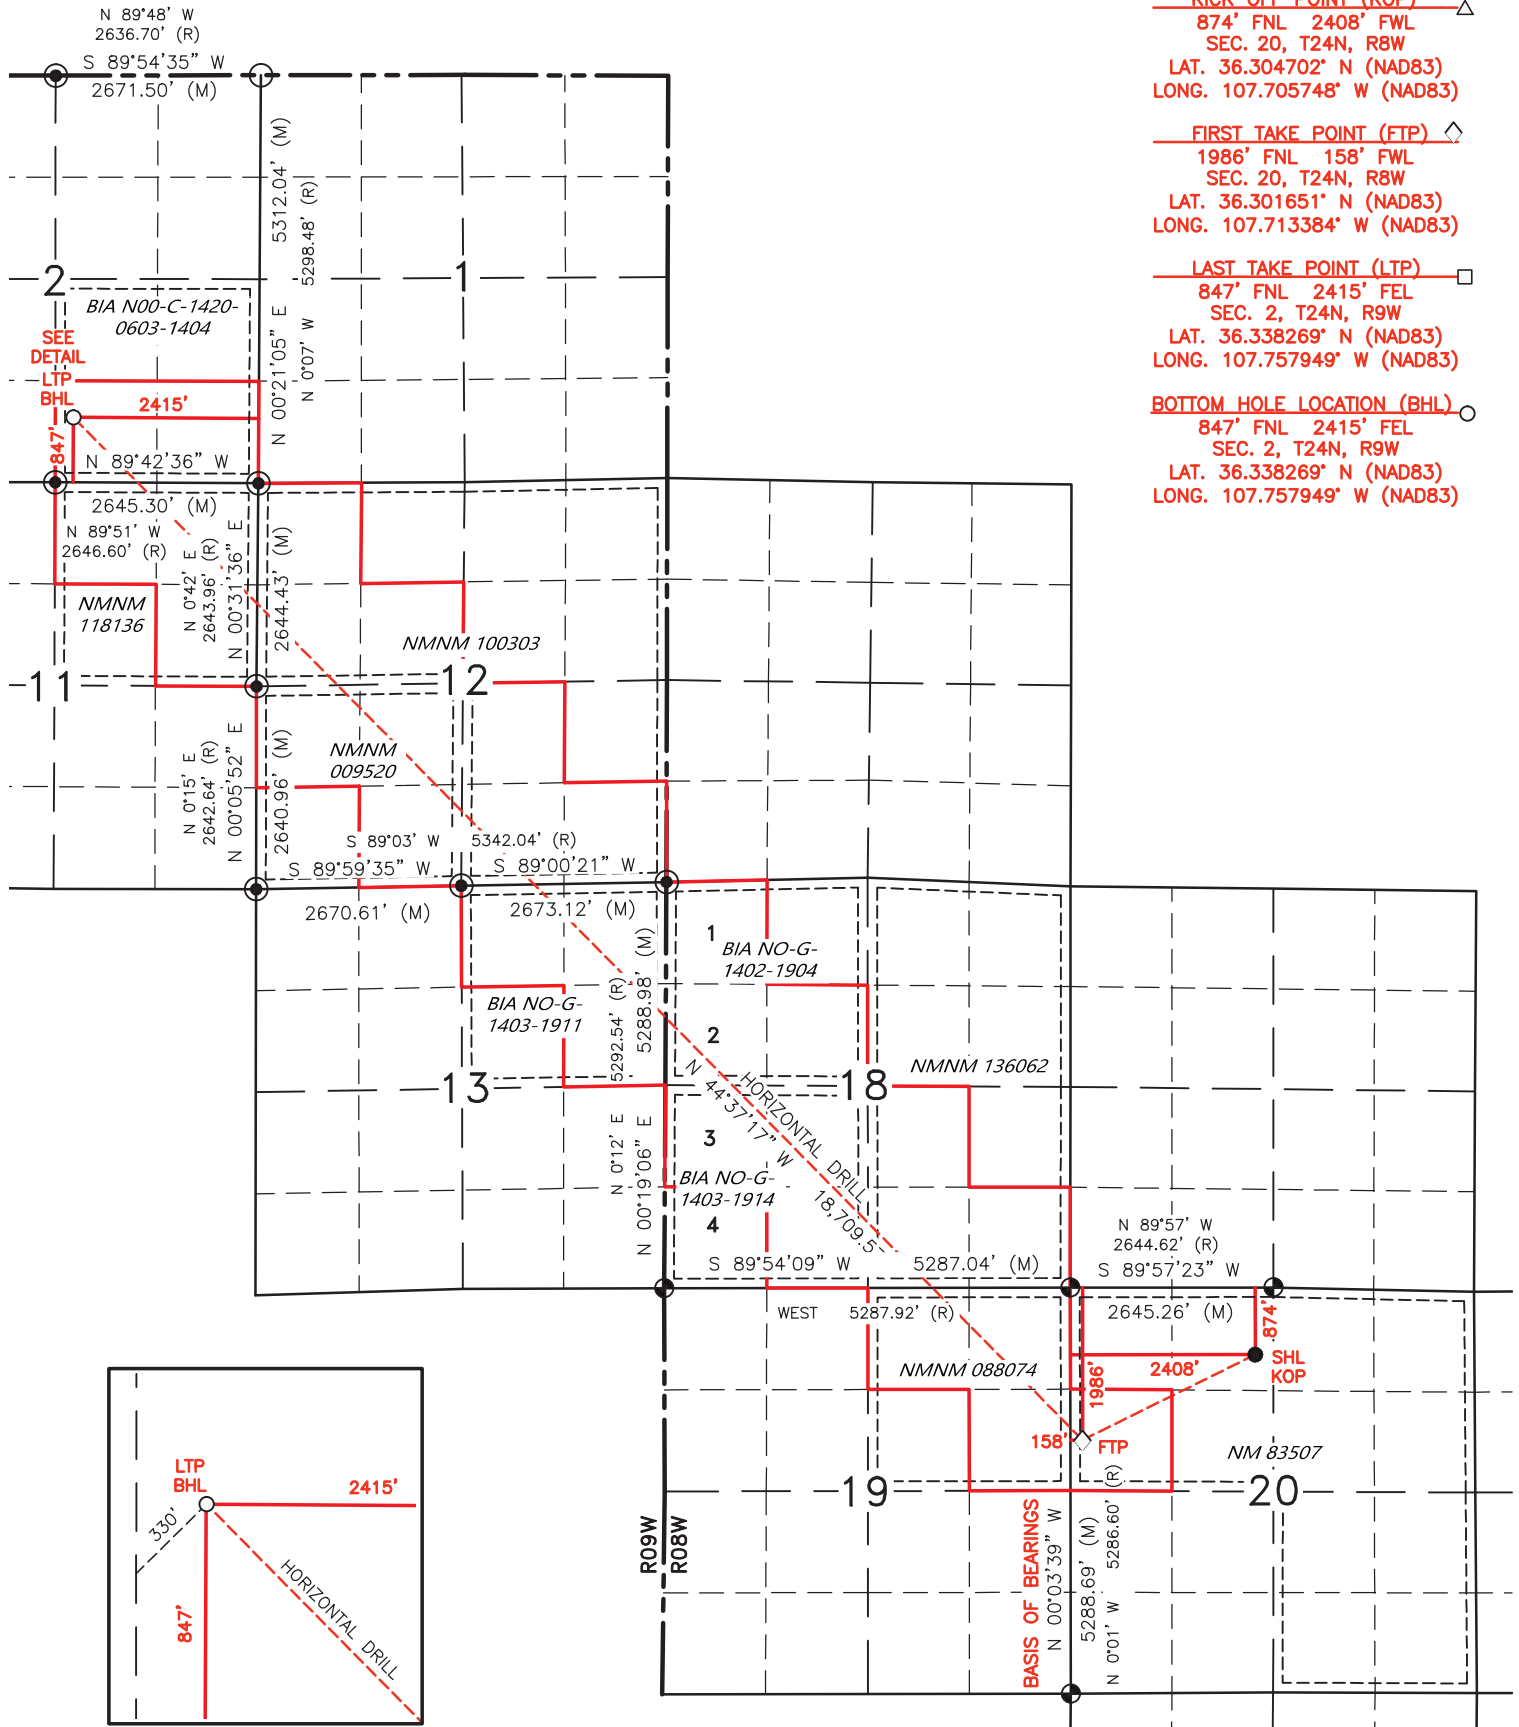 N 89°48' W
2636.70' (R)
S 89°54'35" W
2671.50' (M)
KICK OFF POINT (KOP)
874' FNL 2408' FWL
SEC. 20, T24N, R8W
LAT. 36.304702° N (NAD83)
LONG. 107.705748° W (NAD83)
FIRST TAKE POINT (FTP)
1986' FNL 158' FWL
SEC. 20, T24N, R8W
LAT. 36.301651° N (NAD83)
LONG. 107.713384° W (NAD83)
LAST TAKE POINT (LTP)
847' FNL 2415' FEL
SEC. 2, T24N, R9W
LAT. 36.338269° N (NAD83)
LONG. 107.757949° W (NAD83)
BOTTOM HOLE LOCATION (BHL)
847' FNL 2415' FEL
SEC. 2, T24N, R9W
LAT. 36.338269° N (NAD83)
LONG. 107.757949° W (NAD83)
N 00°21'05" E
5312.04' (M)
N 0°07' W
5298.48' (R)
2
1
BIA N00-C-1420-
0603-1404
SEE
DETAIL
LTP
BHL
2415'
847'
N 89°42'36" W
2645.30' (M)
N 89°51' W
2646.60' (R)
N 0°42' E
2643.96' (R)
N 00°31'36" E
2644.43' (M)
NMNM
118136
NMNM 100303
11
12
NMNM
009520
N 0°15' E
2642.64' (R)
N 00°05'52" E
2640.96' (M)
S 89°03' W
5342.04' (R)
S 89°59'35" W
S 89°00'21" W
2670.61' (M)
2673.12' (M)
1
BIA NO-G-
1402-1904
BIA NO-G-
1403-1911
N 0°12' E
5292.54' (R)
N 00°19'06" E
5288.98' (M)
2
13
18
NMNM 136062
N 44°37'17" W
HORIZONTAL DRILL
18,709.5'
3
BIA NO-G-
1403-1914
4
S 89°54'09" W
5287.04' (M)
WEST
5287.92' (R)
N 89°57' W
2644.62' (R)
S 89°57'23" W
2645.26' (M)
874'
SHL
KOP
2408'
1986'
NMNM 088074
158'
FTP
NM 83507
19
20
R09W
R08W
BASIS OF BEARINGS
N 00°03'39" W
5288.69' (M)
N 0°01' W
5286.60' (R)
LTP
BHL
2415'
330'
HORIZONTAL DRILL
847'